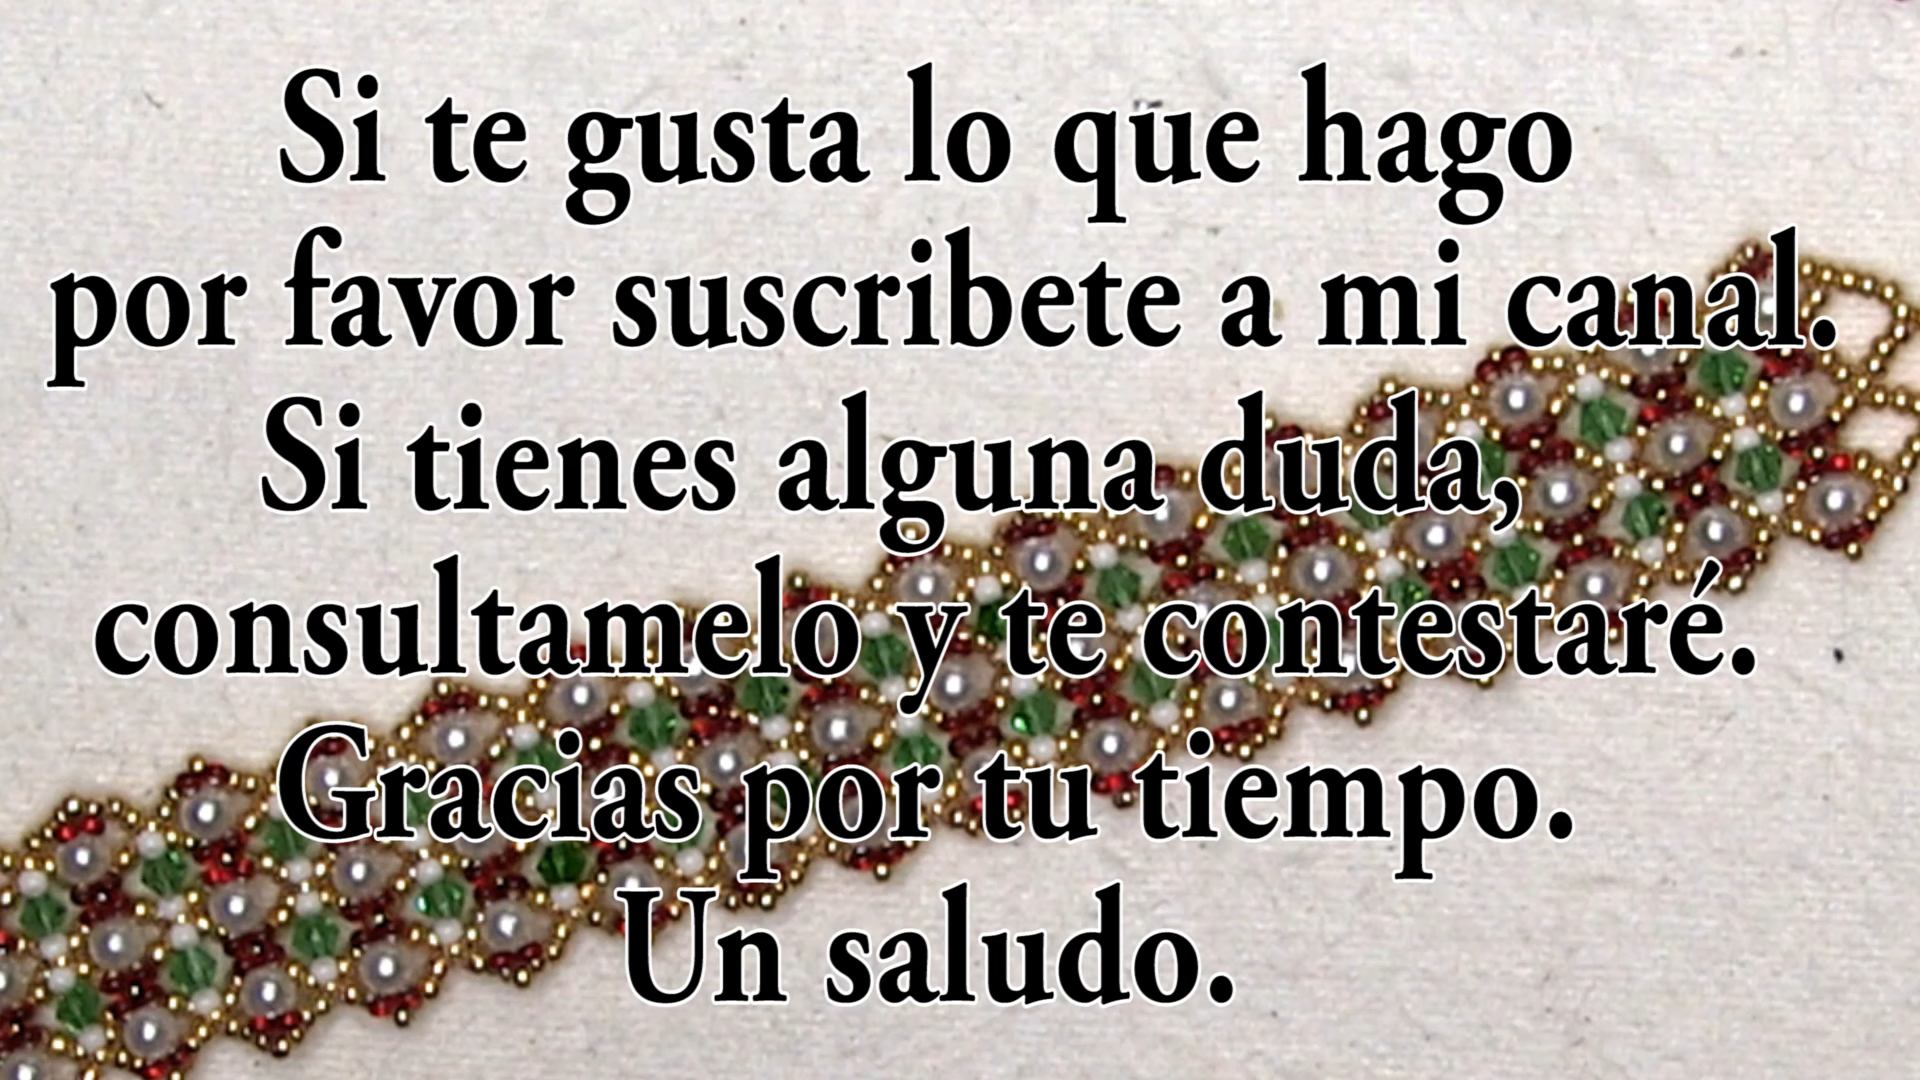 Si te gusta lo que hago
por favor suscribete a mi canal.
Si tienes alguna duda,
consultamelo y te contestaré.
Gracias por tu tiempo.
Un saludo.